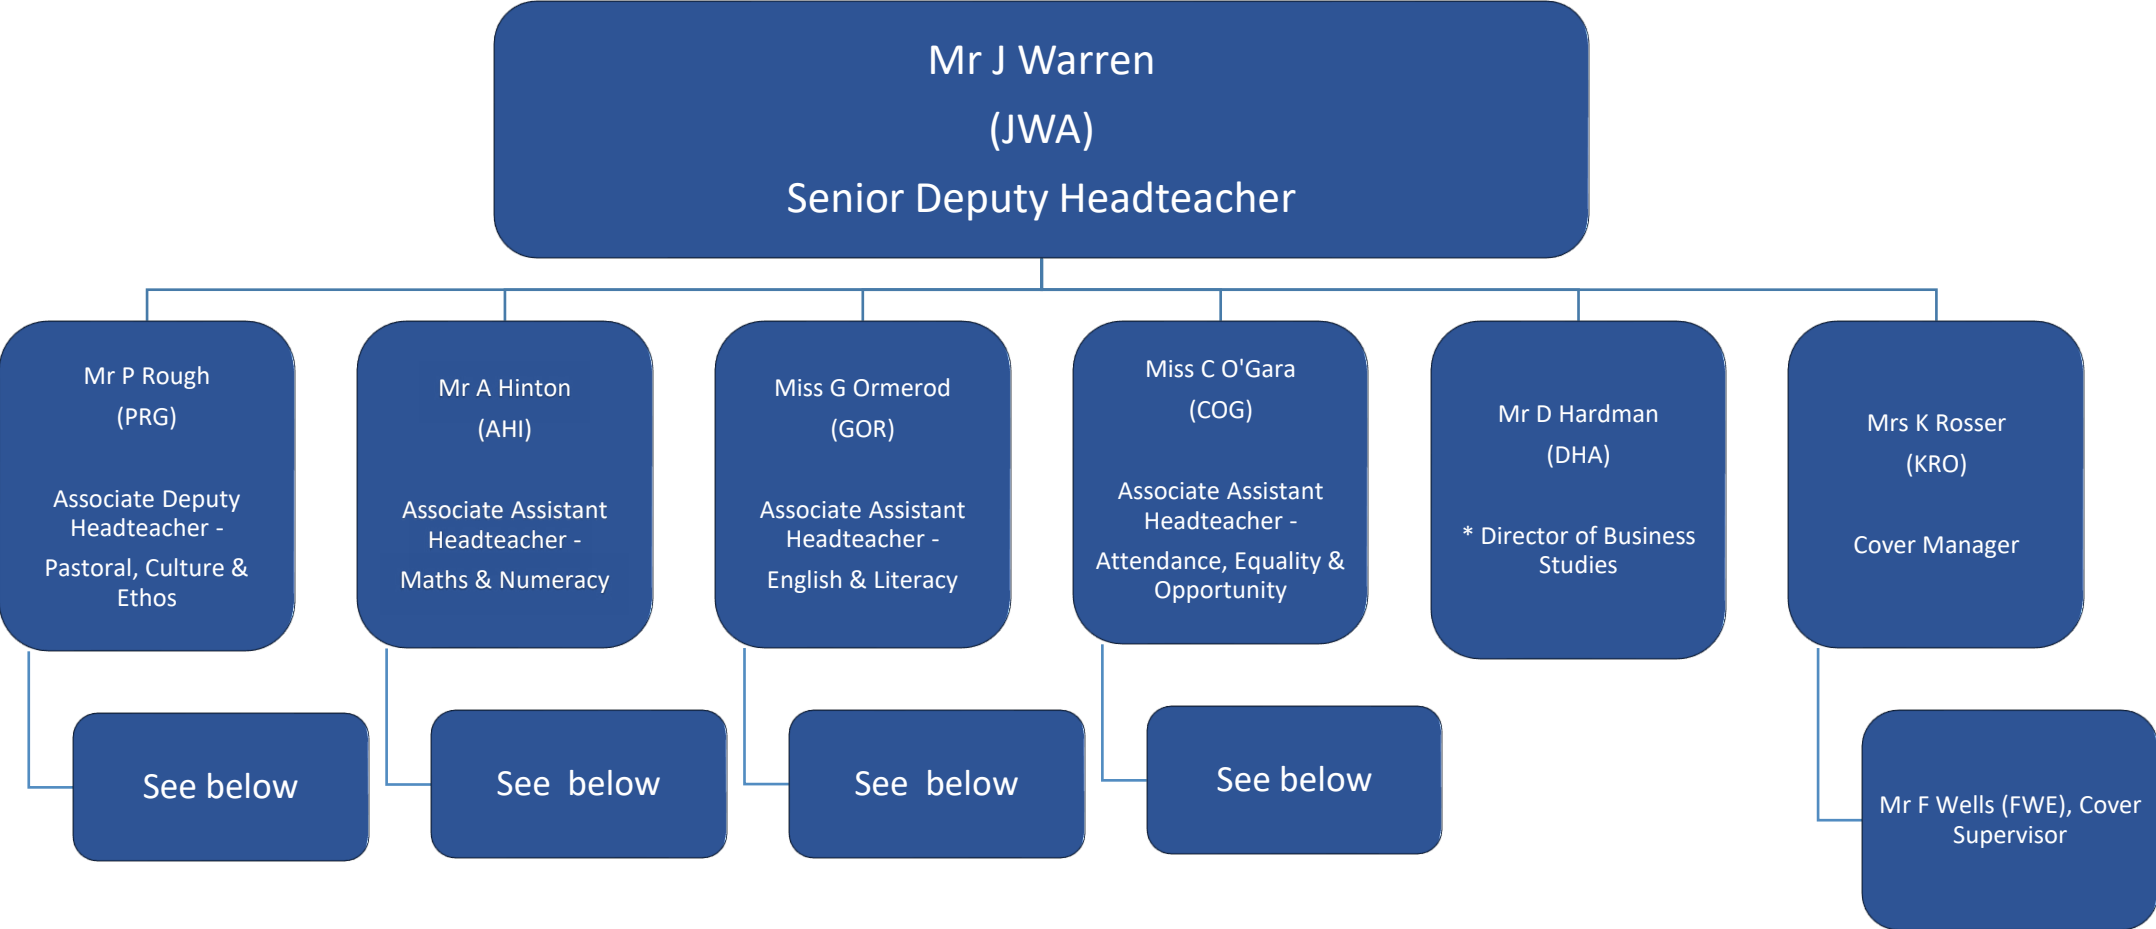 Mr J Warren
(JWA)
Senior Deputy Headteacher
Mr P Rough
(PRG)
Associate Deputy
Headteacher -
Pastoral, Culture &
Ethos
Mr A Hinton
(AHI)
Associate Assistant
Headteacher -
Maths & Numeracy
Miss G Ormerod
(GOR)
Associate Assistant
Headteacher -
English & Literacy
Miss C O'Gara
(COG)
Associate Assistant
Headteacher -
Attendance, Equality &
Opportunity
Mr D Hardman
(DHA)
* Director of Business
Studies
Mrs K Rosser
(KRO)
Cover Manager
See below
See  below
See  below
See below
Mr F Wells (FWE), Cover
Supervisor